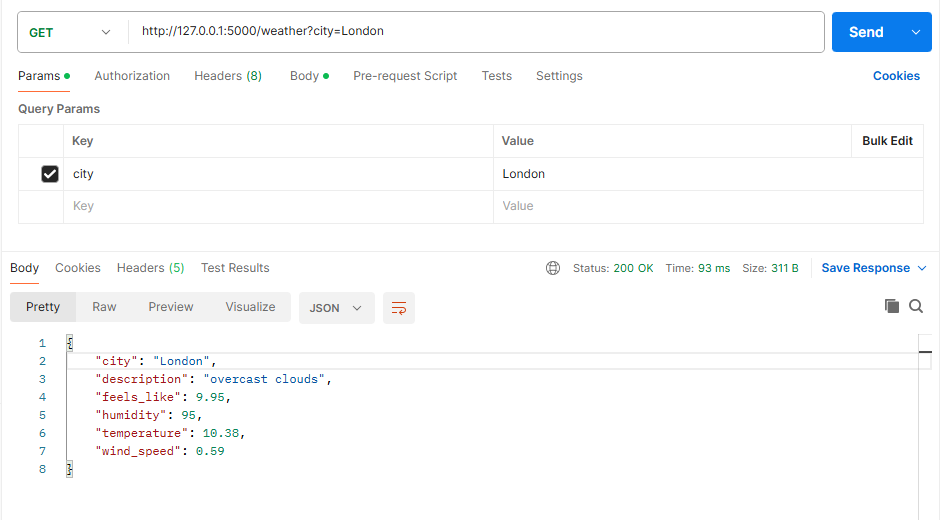 GET http://127.0.0.1:5000/weather?city=London Send
Params Authorization Headers (8) Body Pre-request Script Tests Settings Cookies
Query Params
Key Value Bulk Edit
city London
Key Value
Body Cookies Headers (5) Test Results Status: 200 OK Time: 93 ms Size: 311 B Save Response
Pretty Raw Preview Visualize JSON
1 {
2 "city": "London",
3 "description": "overcast clouds",
4 "feels_like": 9.95,
5 "humidity": 95,
6 "temperature": 10.38,
7 "wind_speed": 0.59
8 }